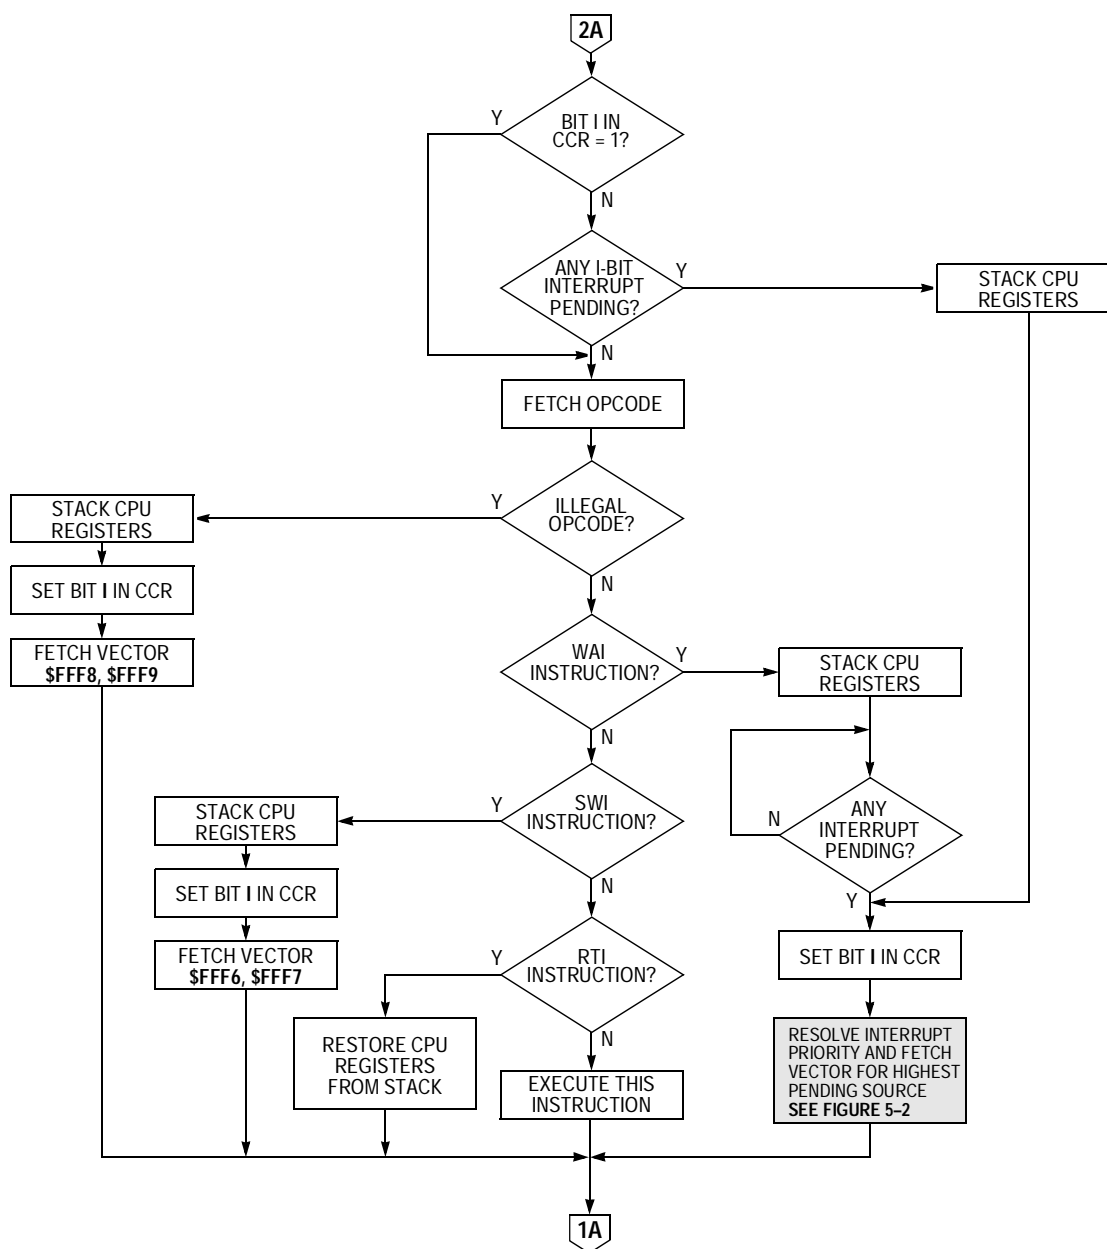 2A
Y
BIT I IN
CCR = 1?
N
ANY I-BIT
INTERRUPT
PENDING?
Y
STACK CPU
REGISTERS
N
FETCH OPCODE
STACK CPU
REGISTERS
Y
ILLEGAL
OPCODE?
N
SET BIT I IN CCR
FETCH VECTOR
$FFF8, $FFF9
WAI
INSTRUCTION?
Y
STACK CPU
REGISTERS
N
STACK CPU
REGISTERS
Y
SWI
INSTRUCTION?
N
ANY
INTERRUPT
PENDING?
N
Y
SET BIT I IN CCR
FETCH VECTOR
$FFF6, $FFF7
Y
RTI
INSTRUCTION?
SET BIT I IN CCR
N
RESTORE CPU
REGISTERS
FROM STACK
EXECUTE THIS
INSTRUCTION
RESOLVE INTERRUPT
PRIORITY AND FETCH
VECTOR FOR HIGHEST
PENDING SOURCE
SEE FIGURE 5–2
1A